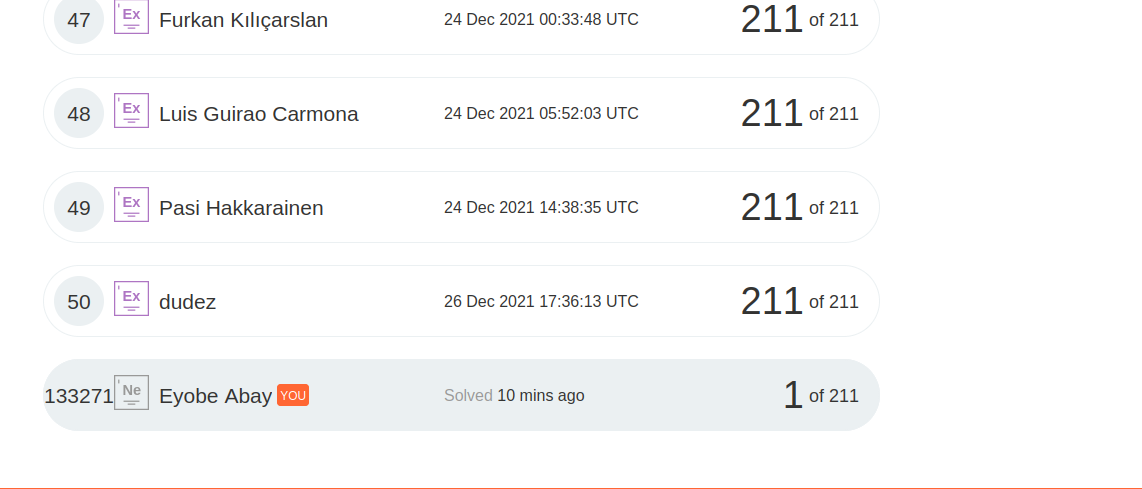 47 Ex Furkan Kılıçarslan 24 Dec 2021 00:33:48 UTC 211 of 211
48 Ex Luis Guirao Carmona 24 Dec 2021 05:52:03 UTC 211 of 211
49 Ex Pasi Hakkarainen 24 Dec 2021 14:38:35 UTC 211 of 211
50 Ex dudez 26 Dec 2021 17:36:13 UTC 211 of 211
133271 Ne Eyobe Abay YOU Solved 10 mins ago 1 of 211